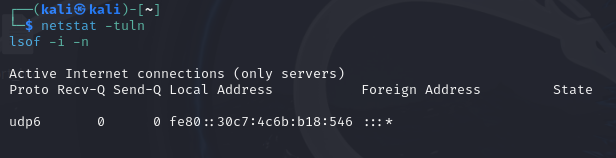 ┌──(kali㉿kali)-[~]
└─$ netstat -tuln
lsof -i -n
Active Internet connections (only servers)
Proto Recv-Q Send-Q Local Address           Foreign Address         State
udp6       0      0 fe80::30c7:4c6b:b18:546 :::*